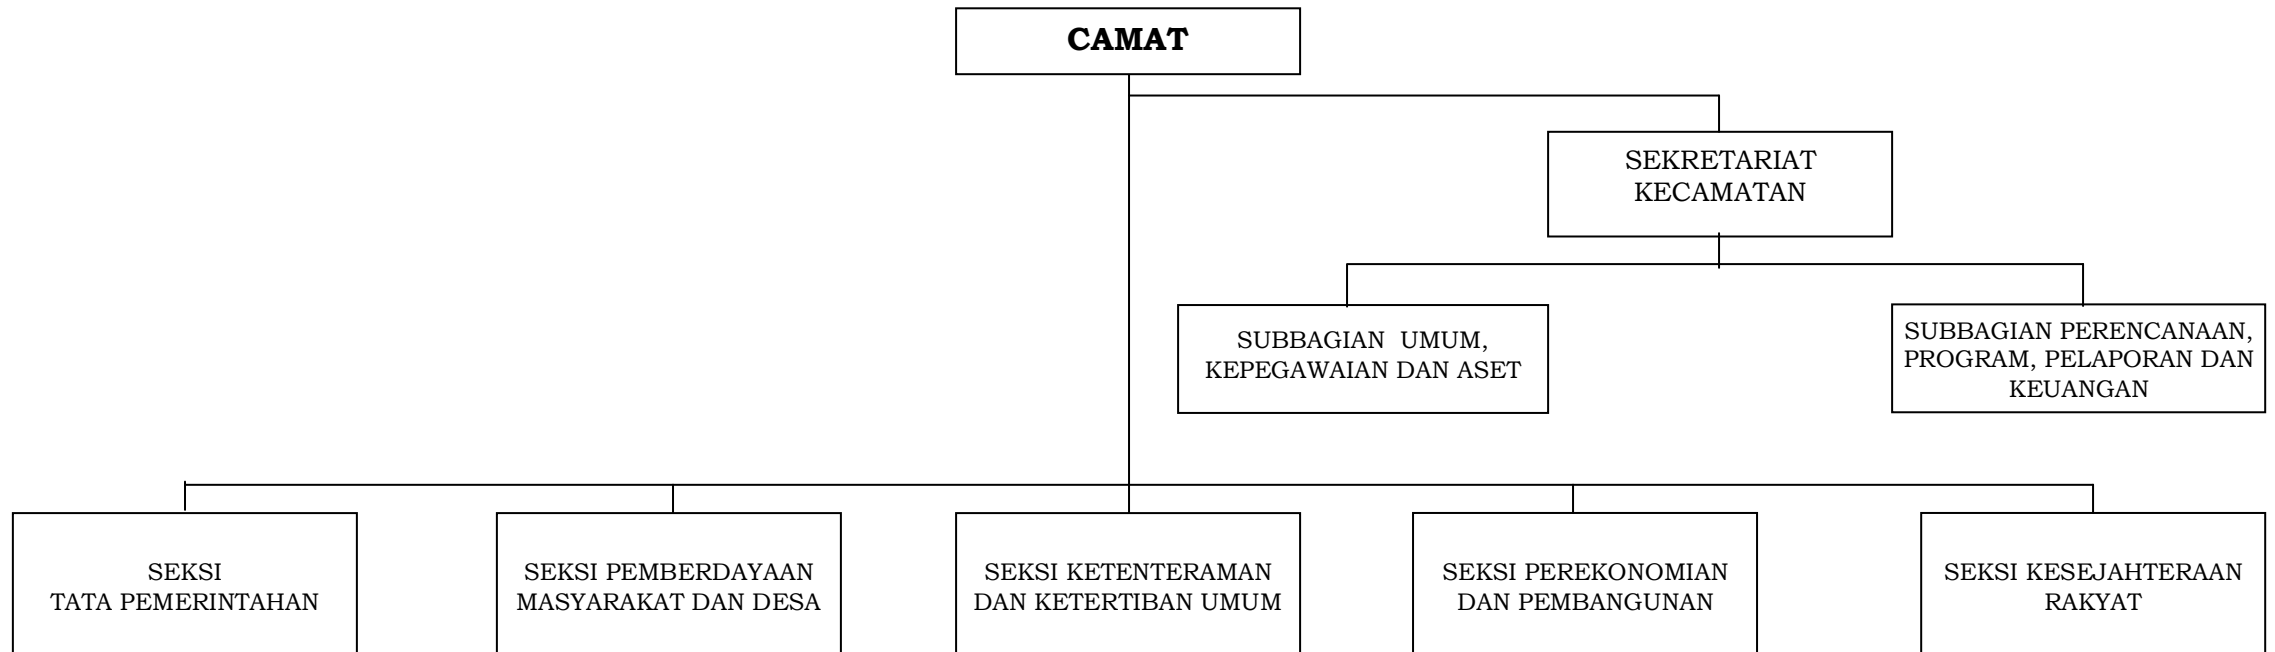 CAMAT
SEKRETARIAT
KECAMATAN
SUBBAGIAN UMUM,
KEPEGAWAIAN DAN ASET
SUBBAGIAN PERENCANAAN,
PROGRAM, PELAPORAN DAN
KEUANGAN
SEKSI
TATA PEMERINTAHAN
SEKSI PEMBERDAYAAN
MASYARAKAT DAN DESA
SEKSI KETENTERAMAN
DAN KETERTIBAN UMUM
SEKSI PEREKONOMIAN
DAN PEMBANGUNAN
SEKSI KESEJAHTERAAN
RAKYAT